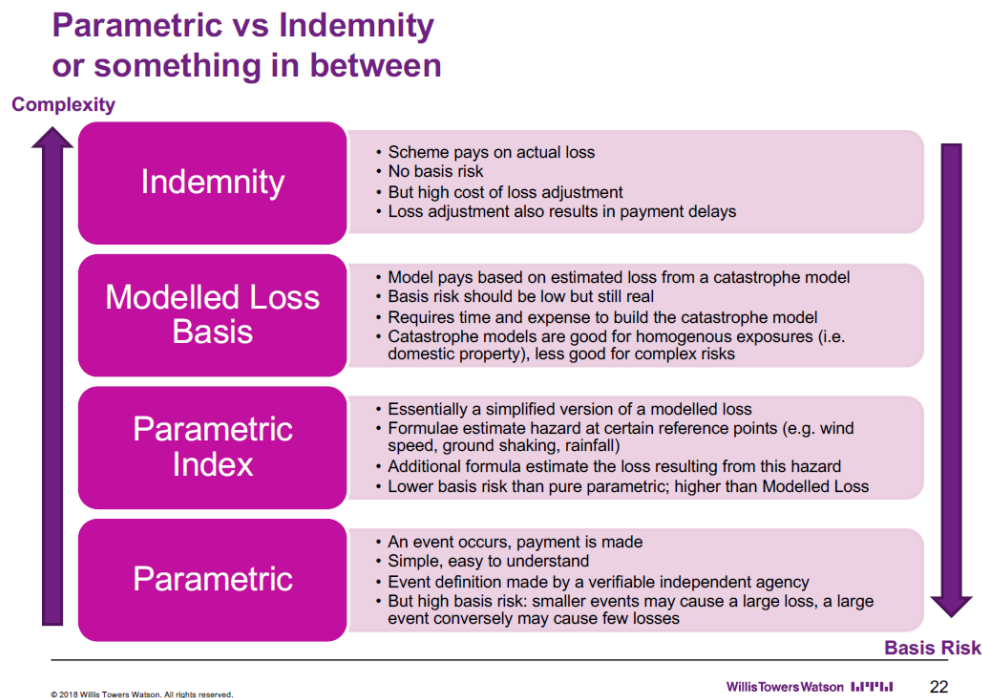 Parametric vs Indemnity
or something in between
Complexity
Indemnity
• Scheme pays on actual loss
• No basis risk
• But high cost of loss adjustment
• Loss adjustment also results in payment delays
Modelled Loss
Basis
• Model pays based on estimated loss from a catastrophe model
• Basis risk should be low but still real
• Requires time and expense to build the catastrophe model
• Catastrophe models are good for homogenous exposures (i.e.
domestic property), less good for complex risks
Parametric
Index
• Essentially a simplified version of a modelled loss
• Formulae estimate hazard at certain reference points (e.g. wind
speed, ground shaking, rainfall)
• Additional formula estimate the loss resulting from this hazard
• Lower basis risk than pure parametric; higher than Modelled Loss
Parametric
• An event occurs, payment is made
• Simple, easy to understand
• Event definition made by a verifiable independent agency
• But high basis risk: smaller events may cause a large loss, a large
event conversely may cause few losses
Basis Risk
© 2018 Willis Towers Watson. All rights reserved.
WillisTowersWatson
22